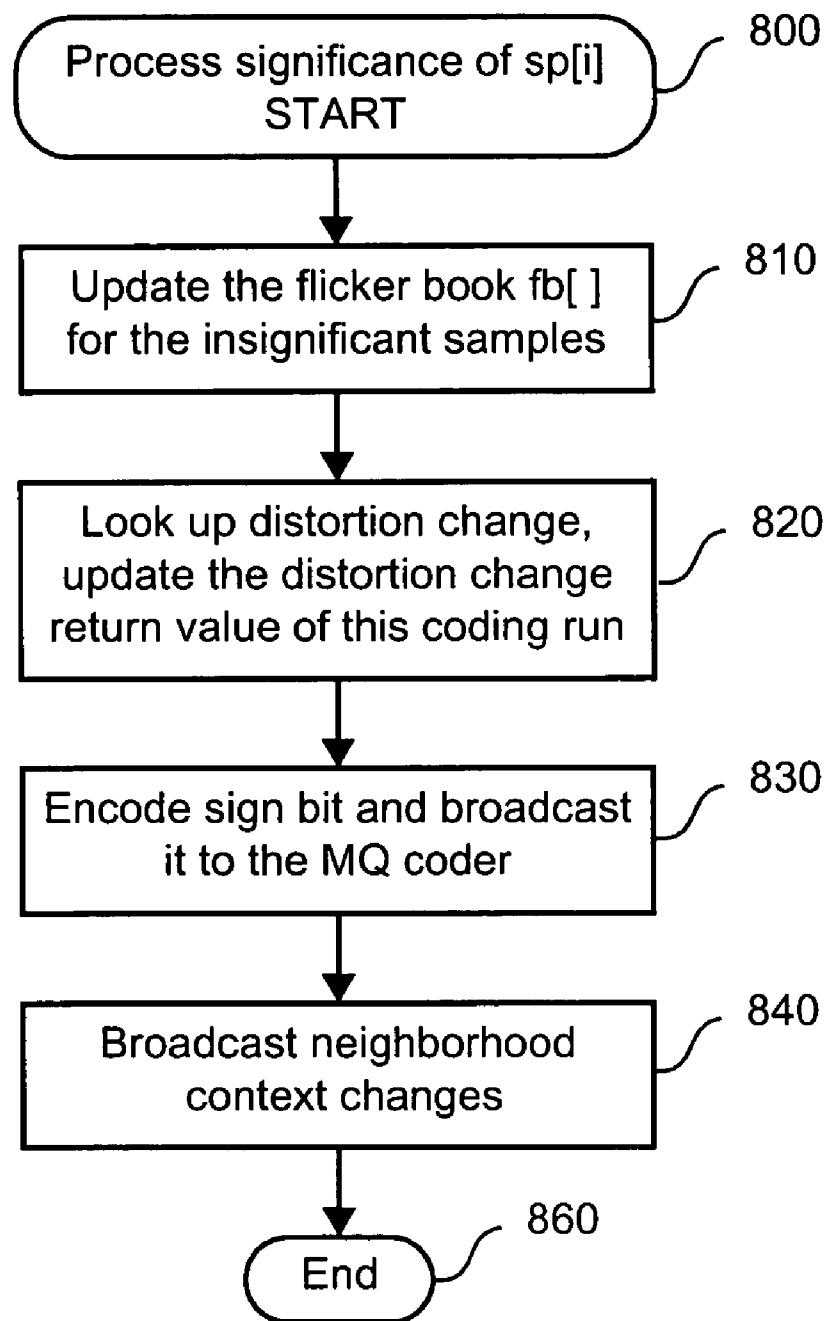 Process significance of sp[i]
START
800
Update the flicker book fb[ ]
for the insignificant samples
810
Look up distortion change,
update the distortion change
return value of this coding run
820
Encode sign bit and broadcast
it to the MQ coder
830
Broadcast neighborhood
context changes
840
End
860